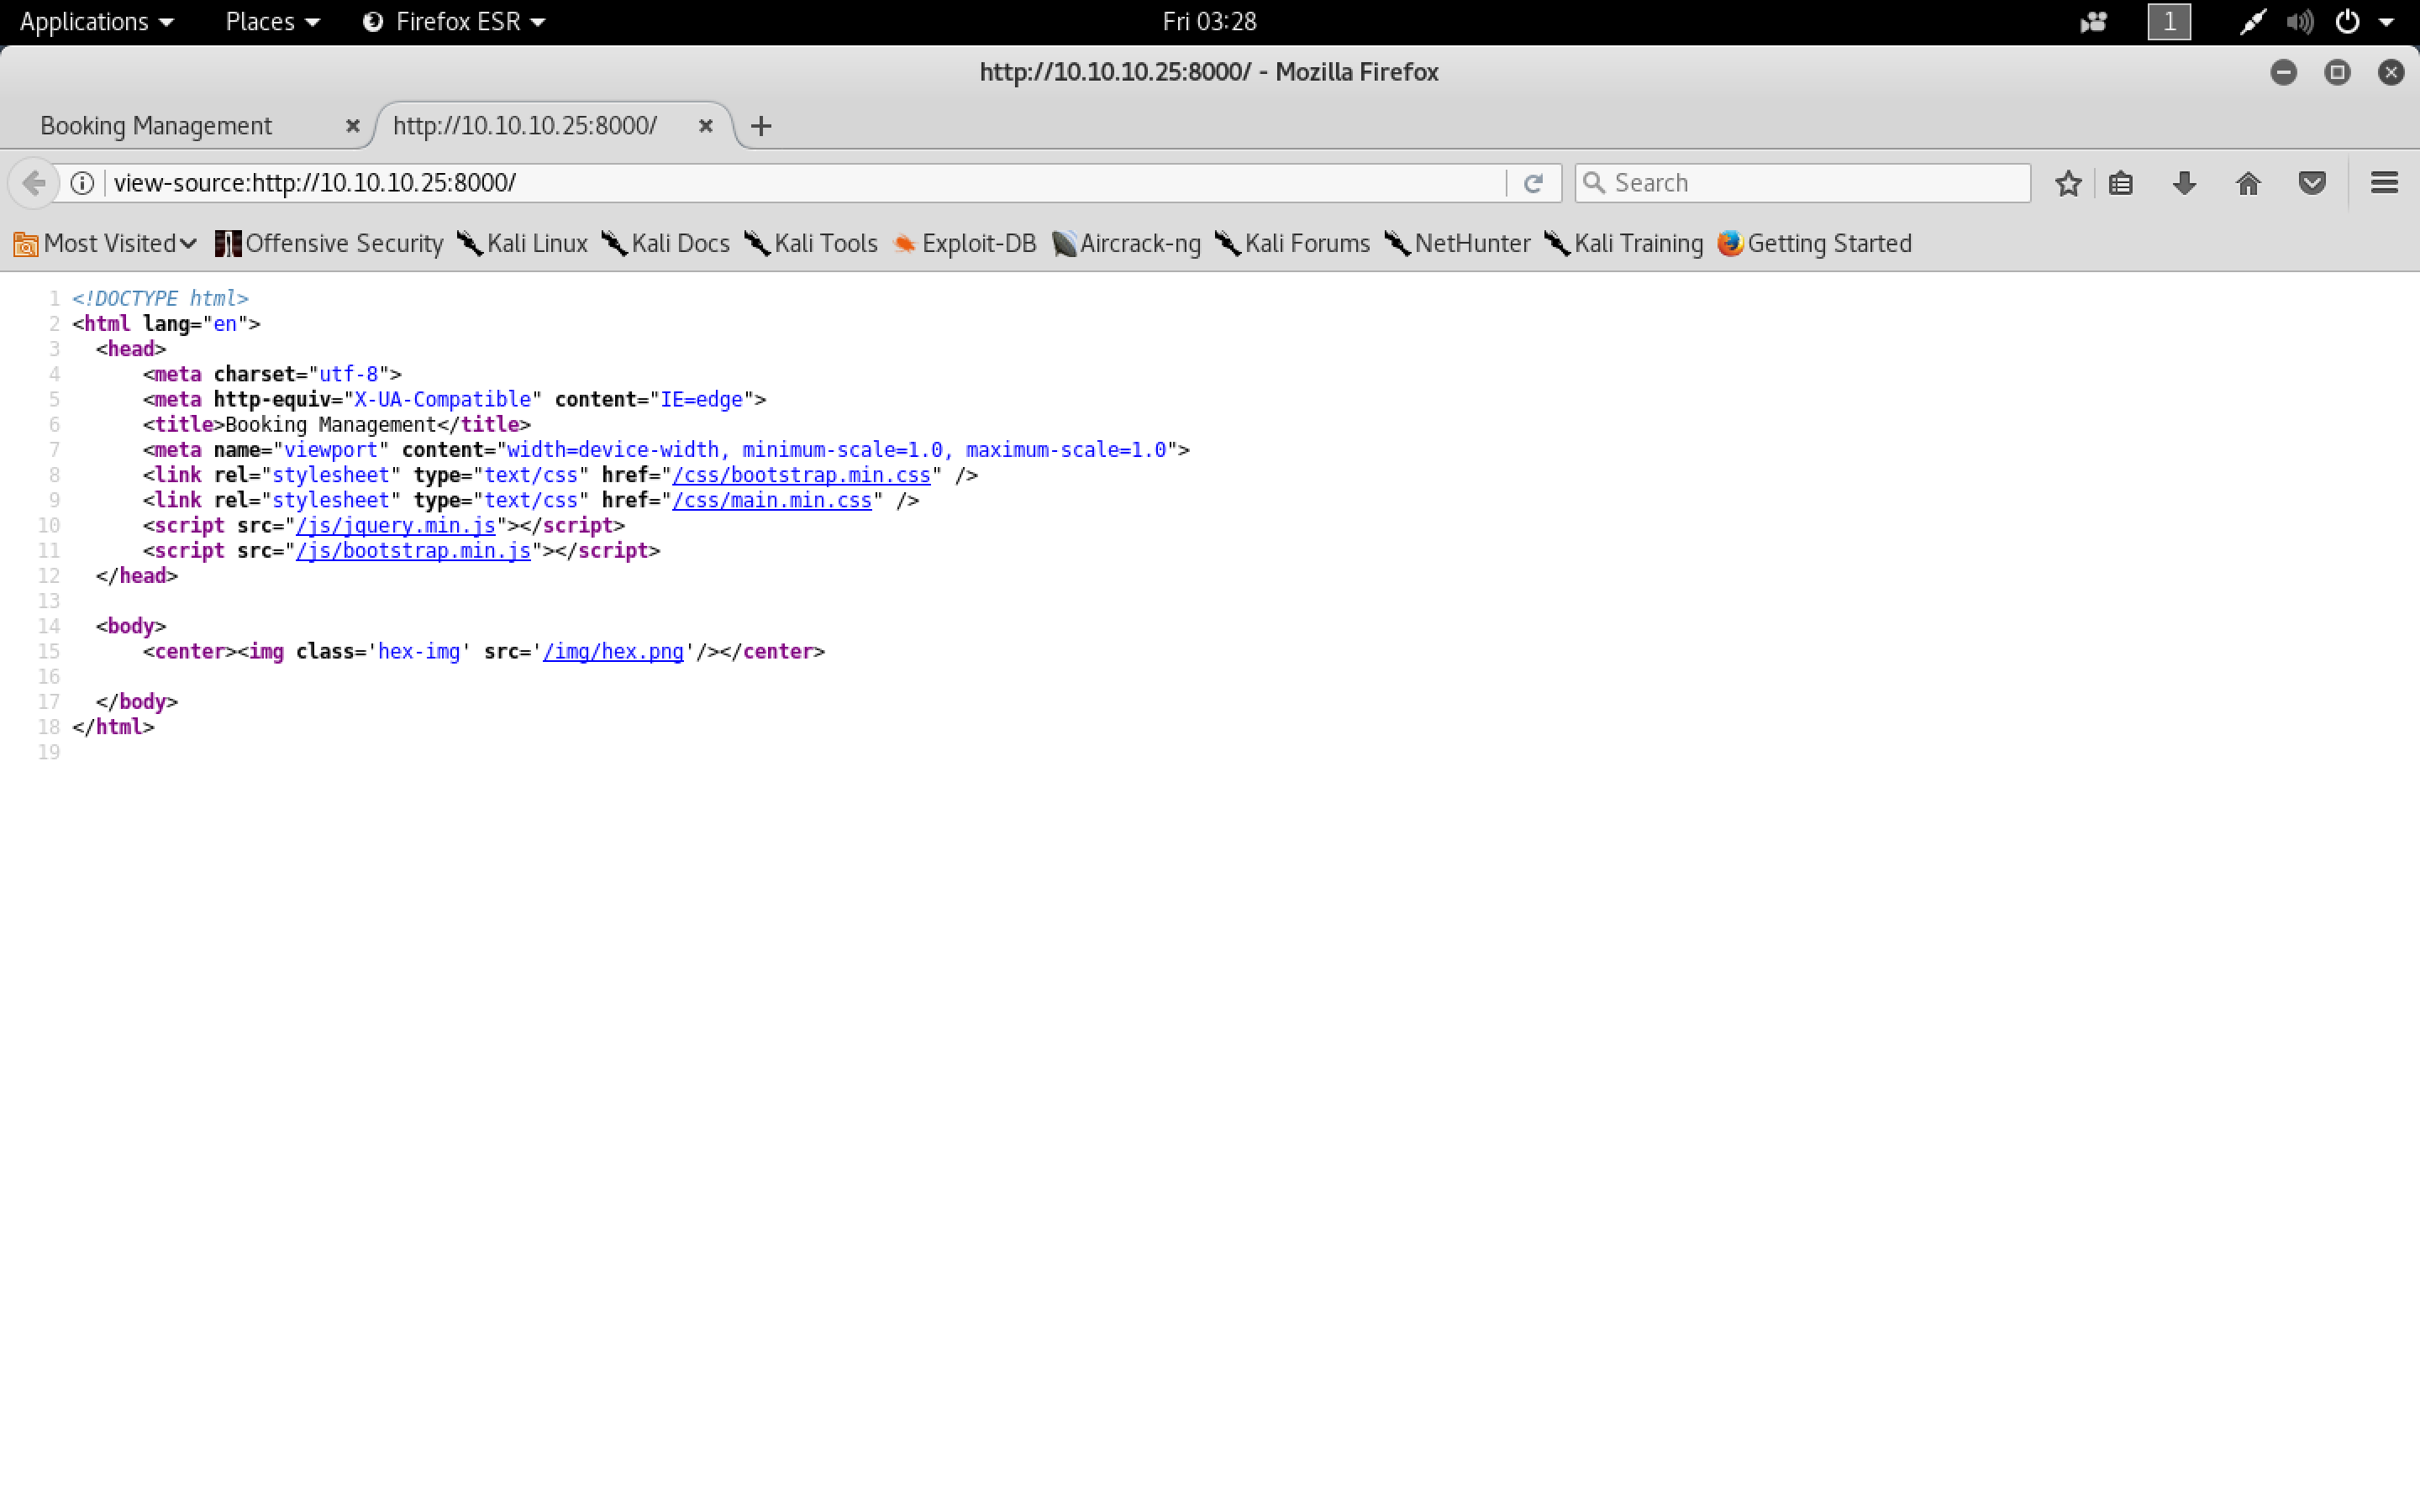 Applications Places Firefox ESR Fri 03:28 1
http://10.10.10.25:8000/ - Mozilla Firefox
Booking Management http://10.10.10.25:8000/
view-source:http://10.10.10.25:8000/ Search
Most Visited Offensive Security Kali Linux Kali Docs Kali Tools Exploit-DB Aircrack-ng Kali Forums NetHunter Kali Training Getting Started
1 <!DOCTYPE html>
2 <html lang="en">
3 <head>
4 <meta charset="utf-8">
5 <meta http-equiv="X-UA-Compatible" content="IE=edge">
6 <title>Booking Management</title>
7 <meta name="viewport" content="width=device-width, minimum-scale=1.0, maximum-scale=1.0">
8 <link rel="stylesheet" type="text/css" href="/css/bootstrap.min.css" />
9 <link rel="stylesheet" type="text/css" href="/css/main.min.css" />
10 <script src="/js/jquery.min.js"></script>
11 <script src="/js/bootstrap.min.js"></script>
12 </head>
13
14 <body>
15 <center><img class='hex-img' src='/img/hex.png'/></center>
16
17 </body>
18 </html>
19